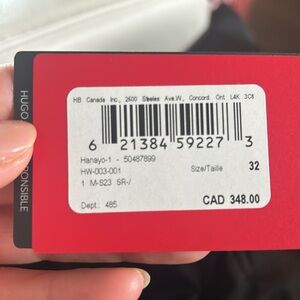 HB Canada Inc., 2600 Steeles Ave.W., Concord, Ont. L4K 3C8
6 21384 59227 3
Hanayo-1 - 50487899
HW-003-001
Size/Taille 32
1 M-S23 SR-/
Dept.: 485
CAD 348.00
HUGO